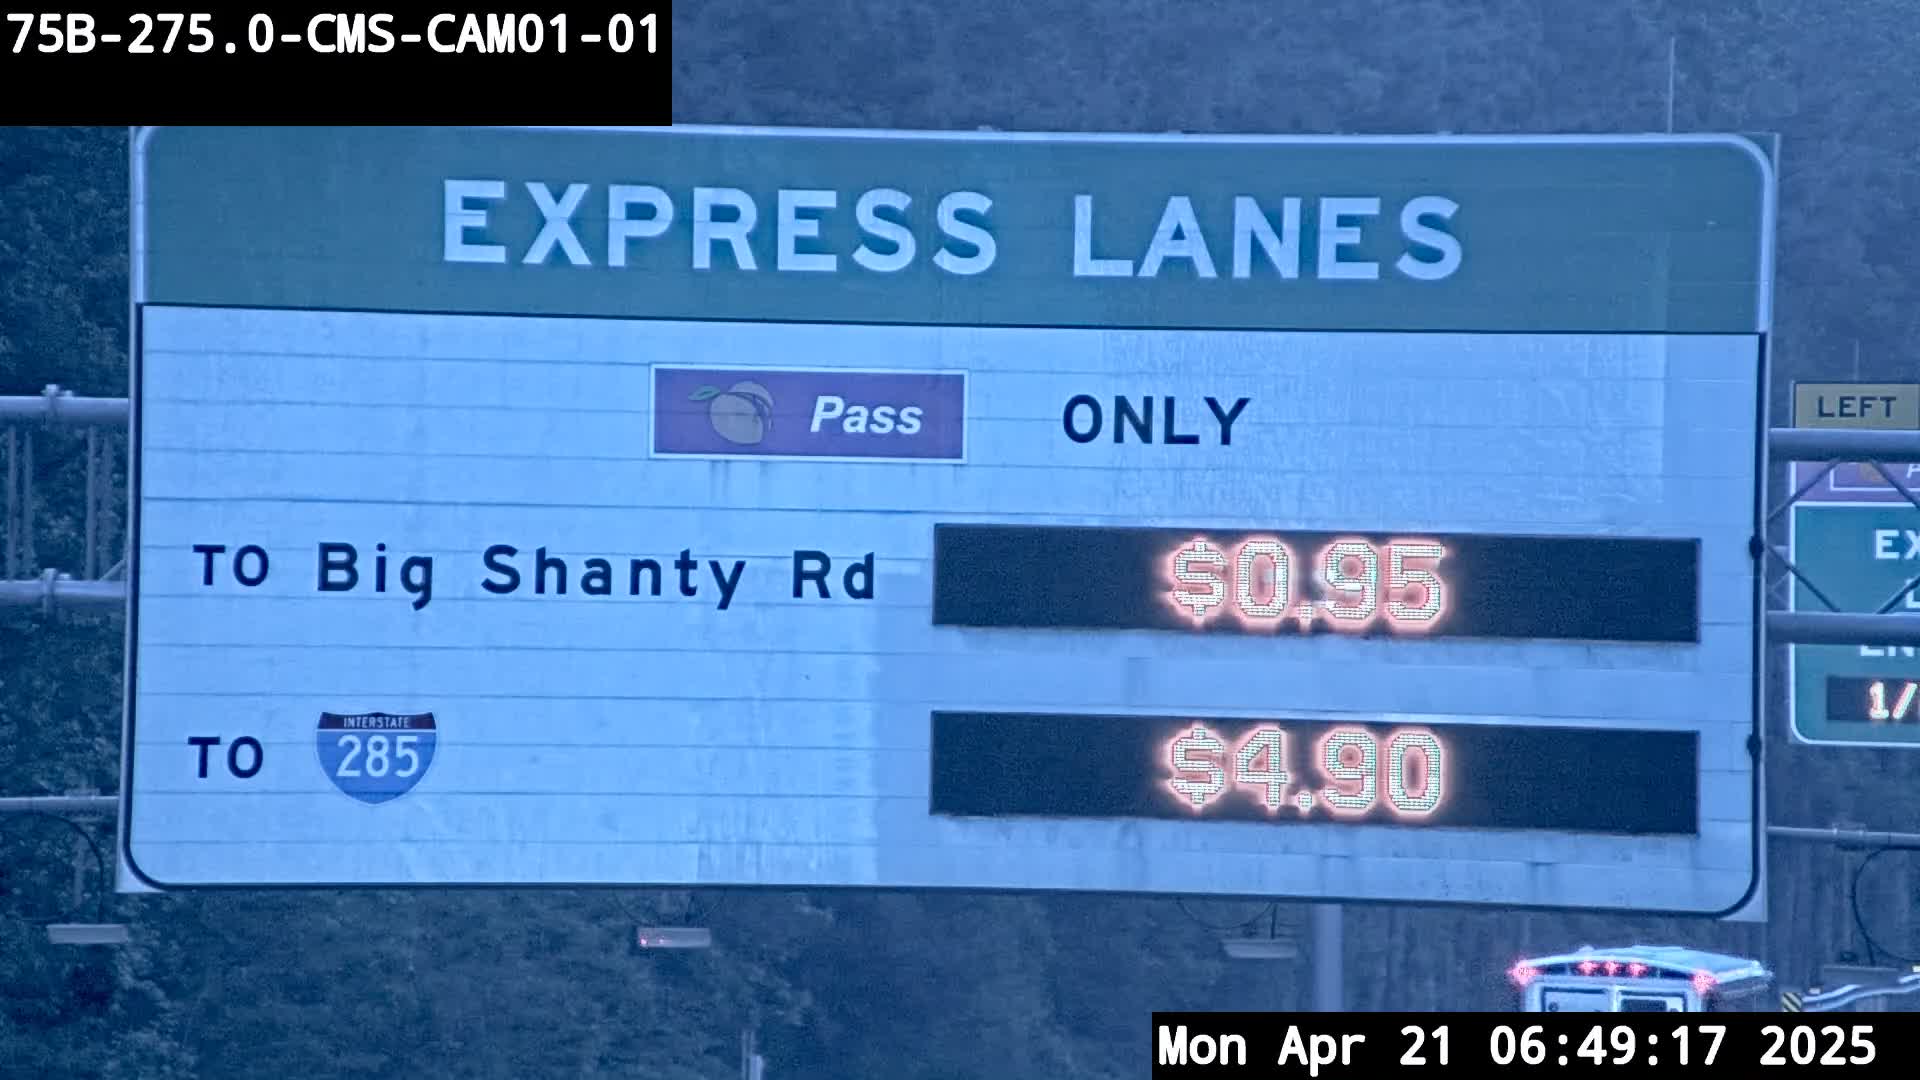 75B-275.0-CMS-CAM01-01
EXPRESS LANES
Pass ONLY
LEFT
TO Big Shanty Rd $0.95
TO INTERSTATE 285 $4.90
1/
Mon Apr 21 06:49:17 2025